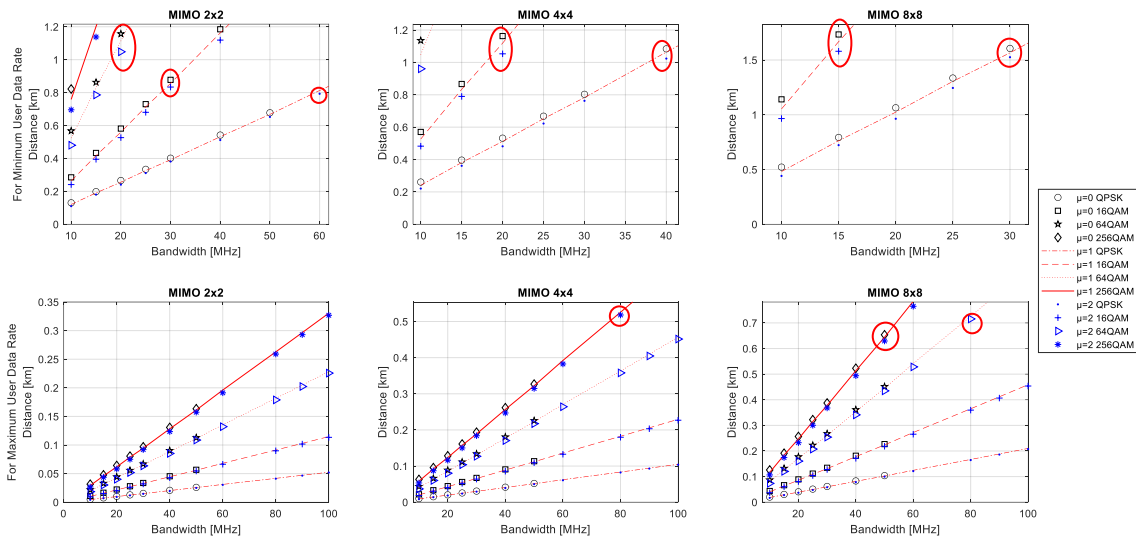 MIMO 2x2
MIMO 4x4
MIMO 8x8
For Minimum User Data Rate
Distance [km]
0
0.2
0.4
0.6
0.8
1
1.2
10
20
30
40
50
60
Bandwidth [MHz]
0
0.2
0.4
0.6
0.8
1
1.2
10
15
20
25
30
35
40
Bandwidth [MHz]
0
0.5
1
1.5
10
15
20
25
30
Bandwidth [MHz]
μ=0 QPSK
μ=0 16QAM
μ=0 64QAM
μ=0 256QAM
μ=1 QPSK
μ=1 16QAM
μ=1 64QAM
μ=1 256QAM
μ=2 QPSK
μ=2 16QAM
μ=2 64QAM
μ=2 256QAM
MIMO 2x2
MIMO 4x4
MIMO 8x8
For Maximum User Data Rate
Distance [km]
0
0.05
0.1
0.15
0.2
0.25
0.3
0.35
0
20
40
60
80
100
Bandwidth [MHz]
0
0.1
0.2
0.3
0.4
0.5
20
40
60
80
100
Bandwidth [MHz]
0
0.1
0.2
0.3
0.4
0.5
0.6
0.7
20
40
60
80
100
Bandwidth [MHz]